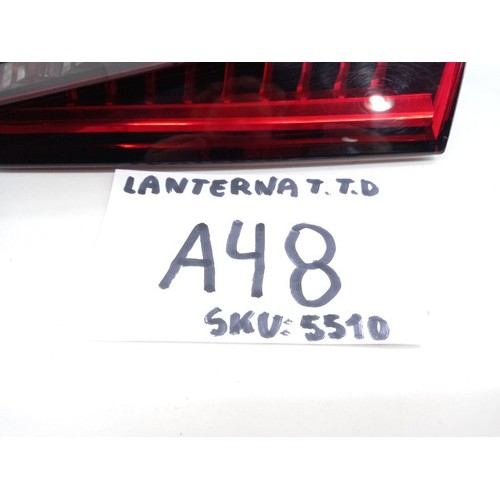 LANTERNA T.T.D
A48
SKU: 5510